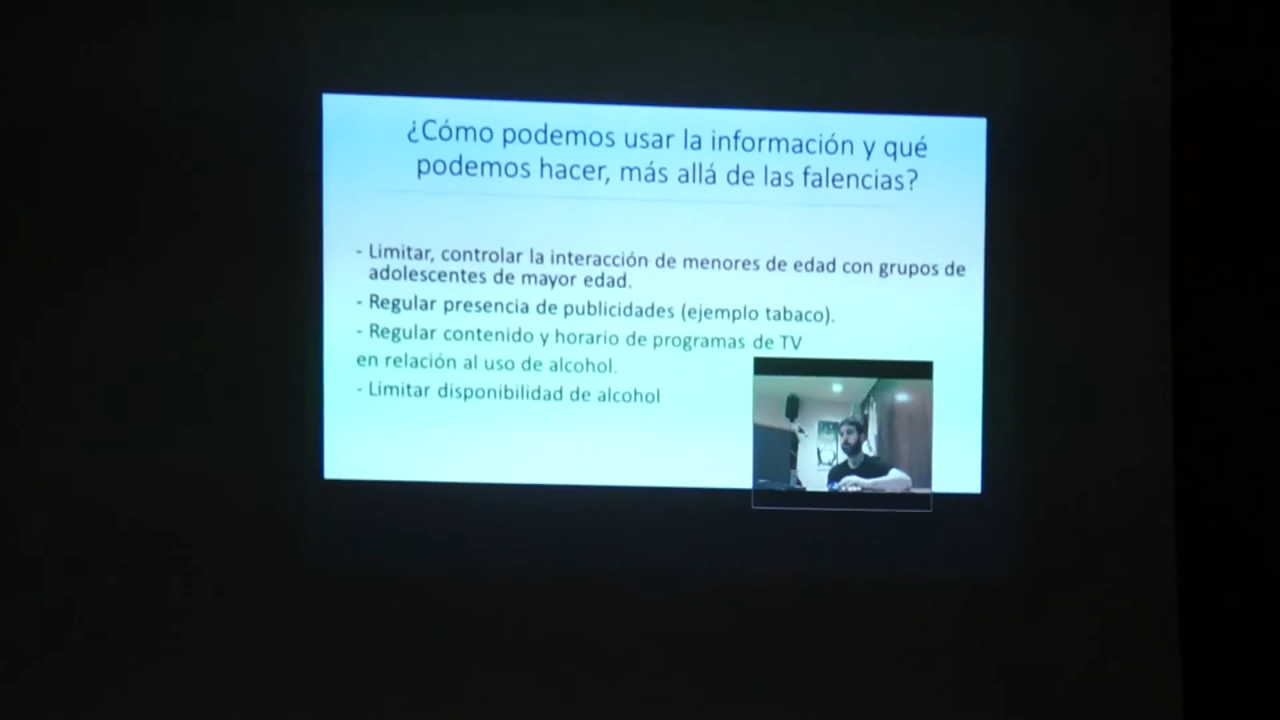 ¿Cómo podemos usar la información y qué
podemos hacer, más allá de las falencias?
- Limitar, controlar la interacción de menores de edad con grupos de
adolescentes de mayor edad.
- Regular presencia de publicidades (ejemplo tabaco).
- Regular contenido y horario de programas de TV
en relación al uso de alcohol.
- Limitar disponibilidad de alcohol